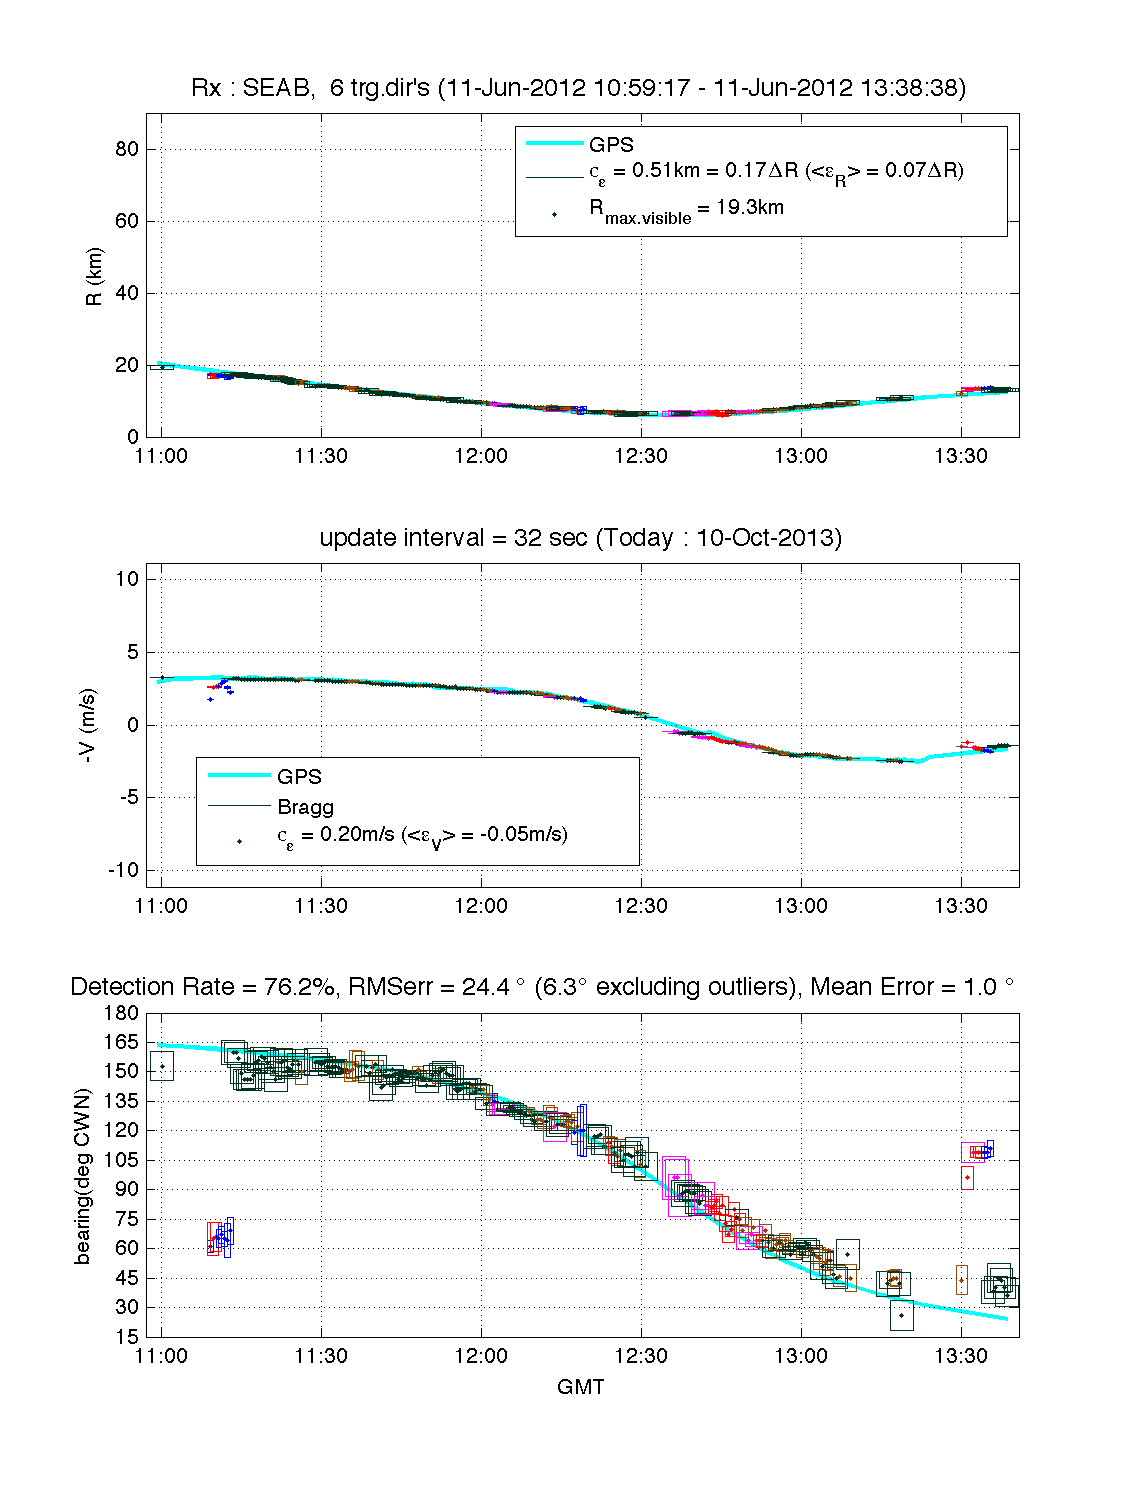 Rx : SEAB, 6 trg.dir's (11-Jun-2012 10:59:17 - 11-Jun-2012 13:38:38)
GPS
cε = 0.51km = 0.17ΔR (<εR> = 0.07ΔR)
Rmax.visible = 19.3km
R (km)
80
60
40
20
0
11:00 11:30 12:00 12:30 13:00 13:30
update interval = 32 sec (Today : 10-Oct-2013)
-V (m/s)
10
5
0
-5
-10
GPS
Bragg
cε = 0.20m/s (<εV> = -0.05m/s)
11:00 11:30 12:00 12:30 13:00 13:30
Detection Rate = 76.2%, RMSerr = 24.4 ° (6.3° excluding outliers), Mean Error = 1.0 °
bearing(deg CWN)
180
165
150
135
120
105
90
75
60
45
30
15
11:00 11:30 12:00 12:30 13:00 13:30
GMT